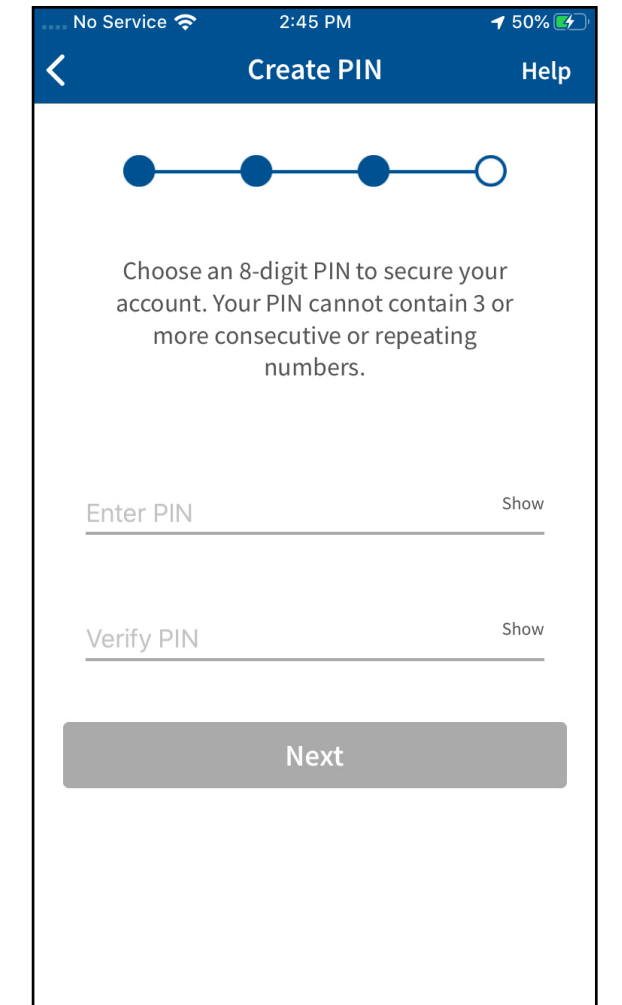 No Service 2:45 PM 50%
Create PIN Help
Choose an 8-digit PIN to secure your
account. Your PIN cannot contain 3 or
more consecutive or repeating
numbers.
Enter PIN Show
Verify PIN Show
Next